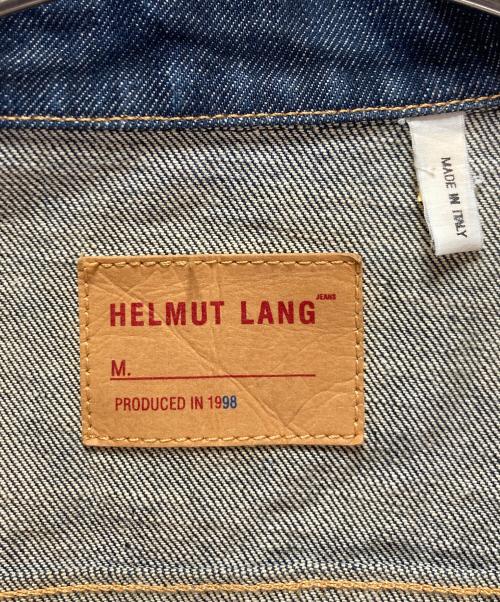 MADE IN ITALY
HELMUT LANG JEANS
M.
PRODUCED IN 1998